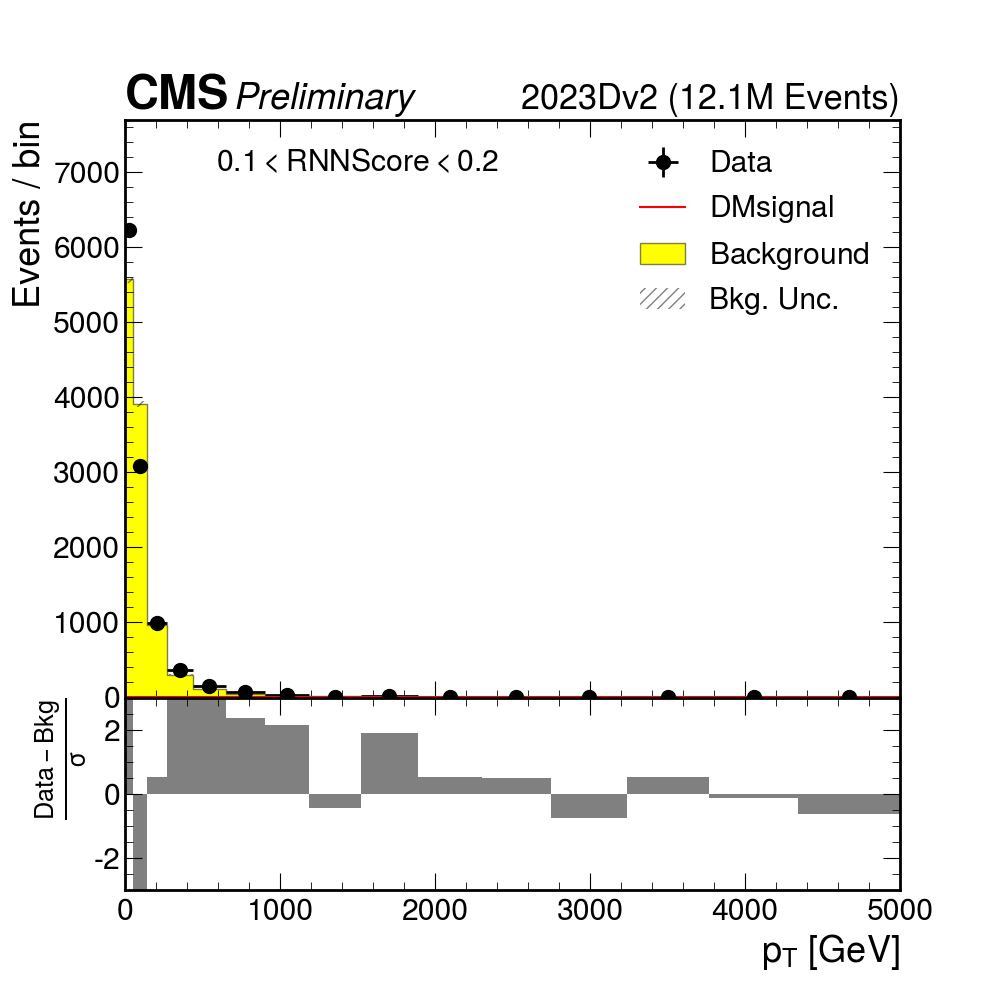 CMS Preliminary 2023Dv2 (12.1M Events)
Events / bin
0.1 < RNNScore < 0.2
Data
DMsignal
Background
Bkg. Unc.
7000
6000
5000
4000
3000
2000
1000
0
Data − Bkg
σ
2
0
-2
0 1000 2000 3000 4000 5000
pT [GeV]